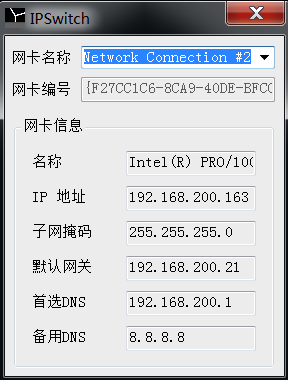 IPSwitch
网卡名称 Network Connection #2
网卡编号 {F27CC1C6-8CA9-40DE-BFC
网卡信息
名称 Intel(R) PRO/100
IP 地址 192.168.200.163
子网掩码 255.255.255.0
默认网关 192.168.200.21
首选DNS 192.168.200.1
备用DNS 8.8.8.8